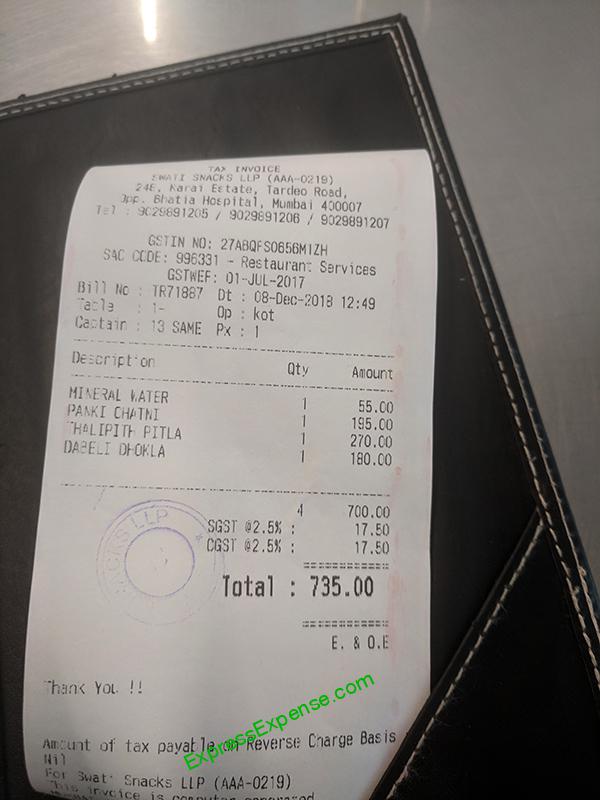 TAX INVOICE
SWATI SNACKS LLP (AAA-0219)
248, Karai Estate, Tardeo Road,
Opp. Bhatia Hospital, Mumbai 400007
Tel : 9029891205 / 9029891206 / 9029891207
GSTIN NO: 27ABQFS0656M1ZH
SAC CODE: 996331 - Restaurant Services
GSTWEF: 01-JUL-2017
Bill No : TR71887 Dt : 08-Dec-2018 12:49
Table : 1- Op : kot
Captain : 13 SAME Px : 1
Description Qty Amount
MINERAL WATER 1 55.00
PANKI CHATNI 1 195.00
THALIPITH PITLA 1 270.00
DABELI DHOKLA 1 180.00
4 700.00
SGST @2.5% : 17.50
CGST @2.5% : 17.50
Total : 735.00
E. & O.E
SNACKS LLP
Thank You !!
ExpressExpense.com
Amount of tax payable on Reverse Charge Basis :
Nil
For Swati Snacks LLP (AAA-0219)
This invoice is computer generated